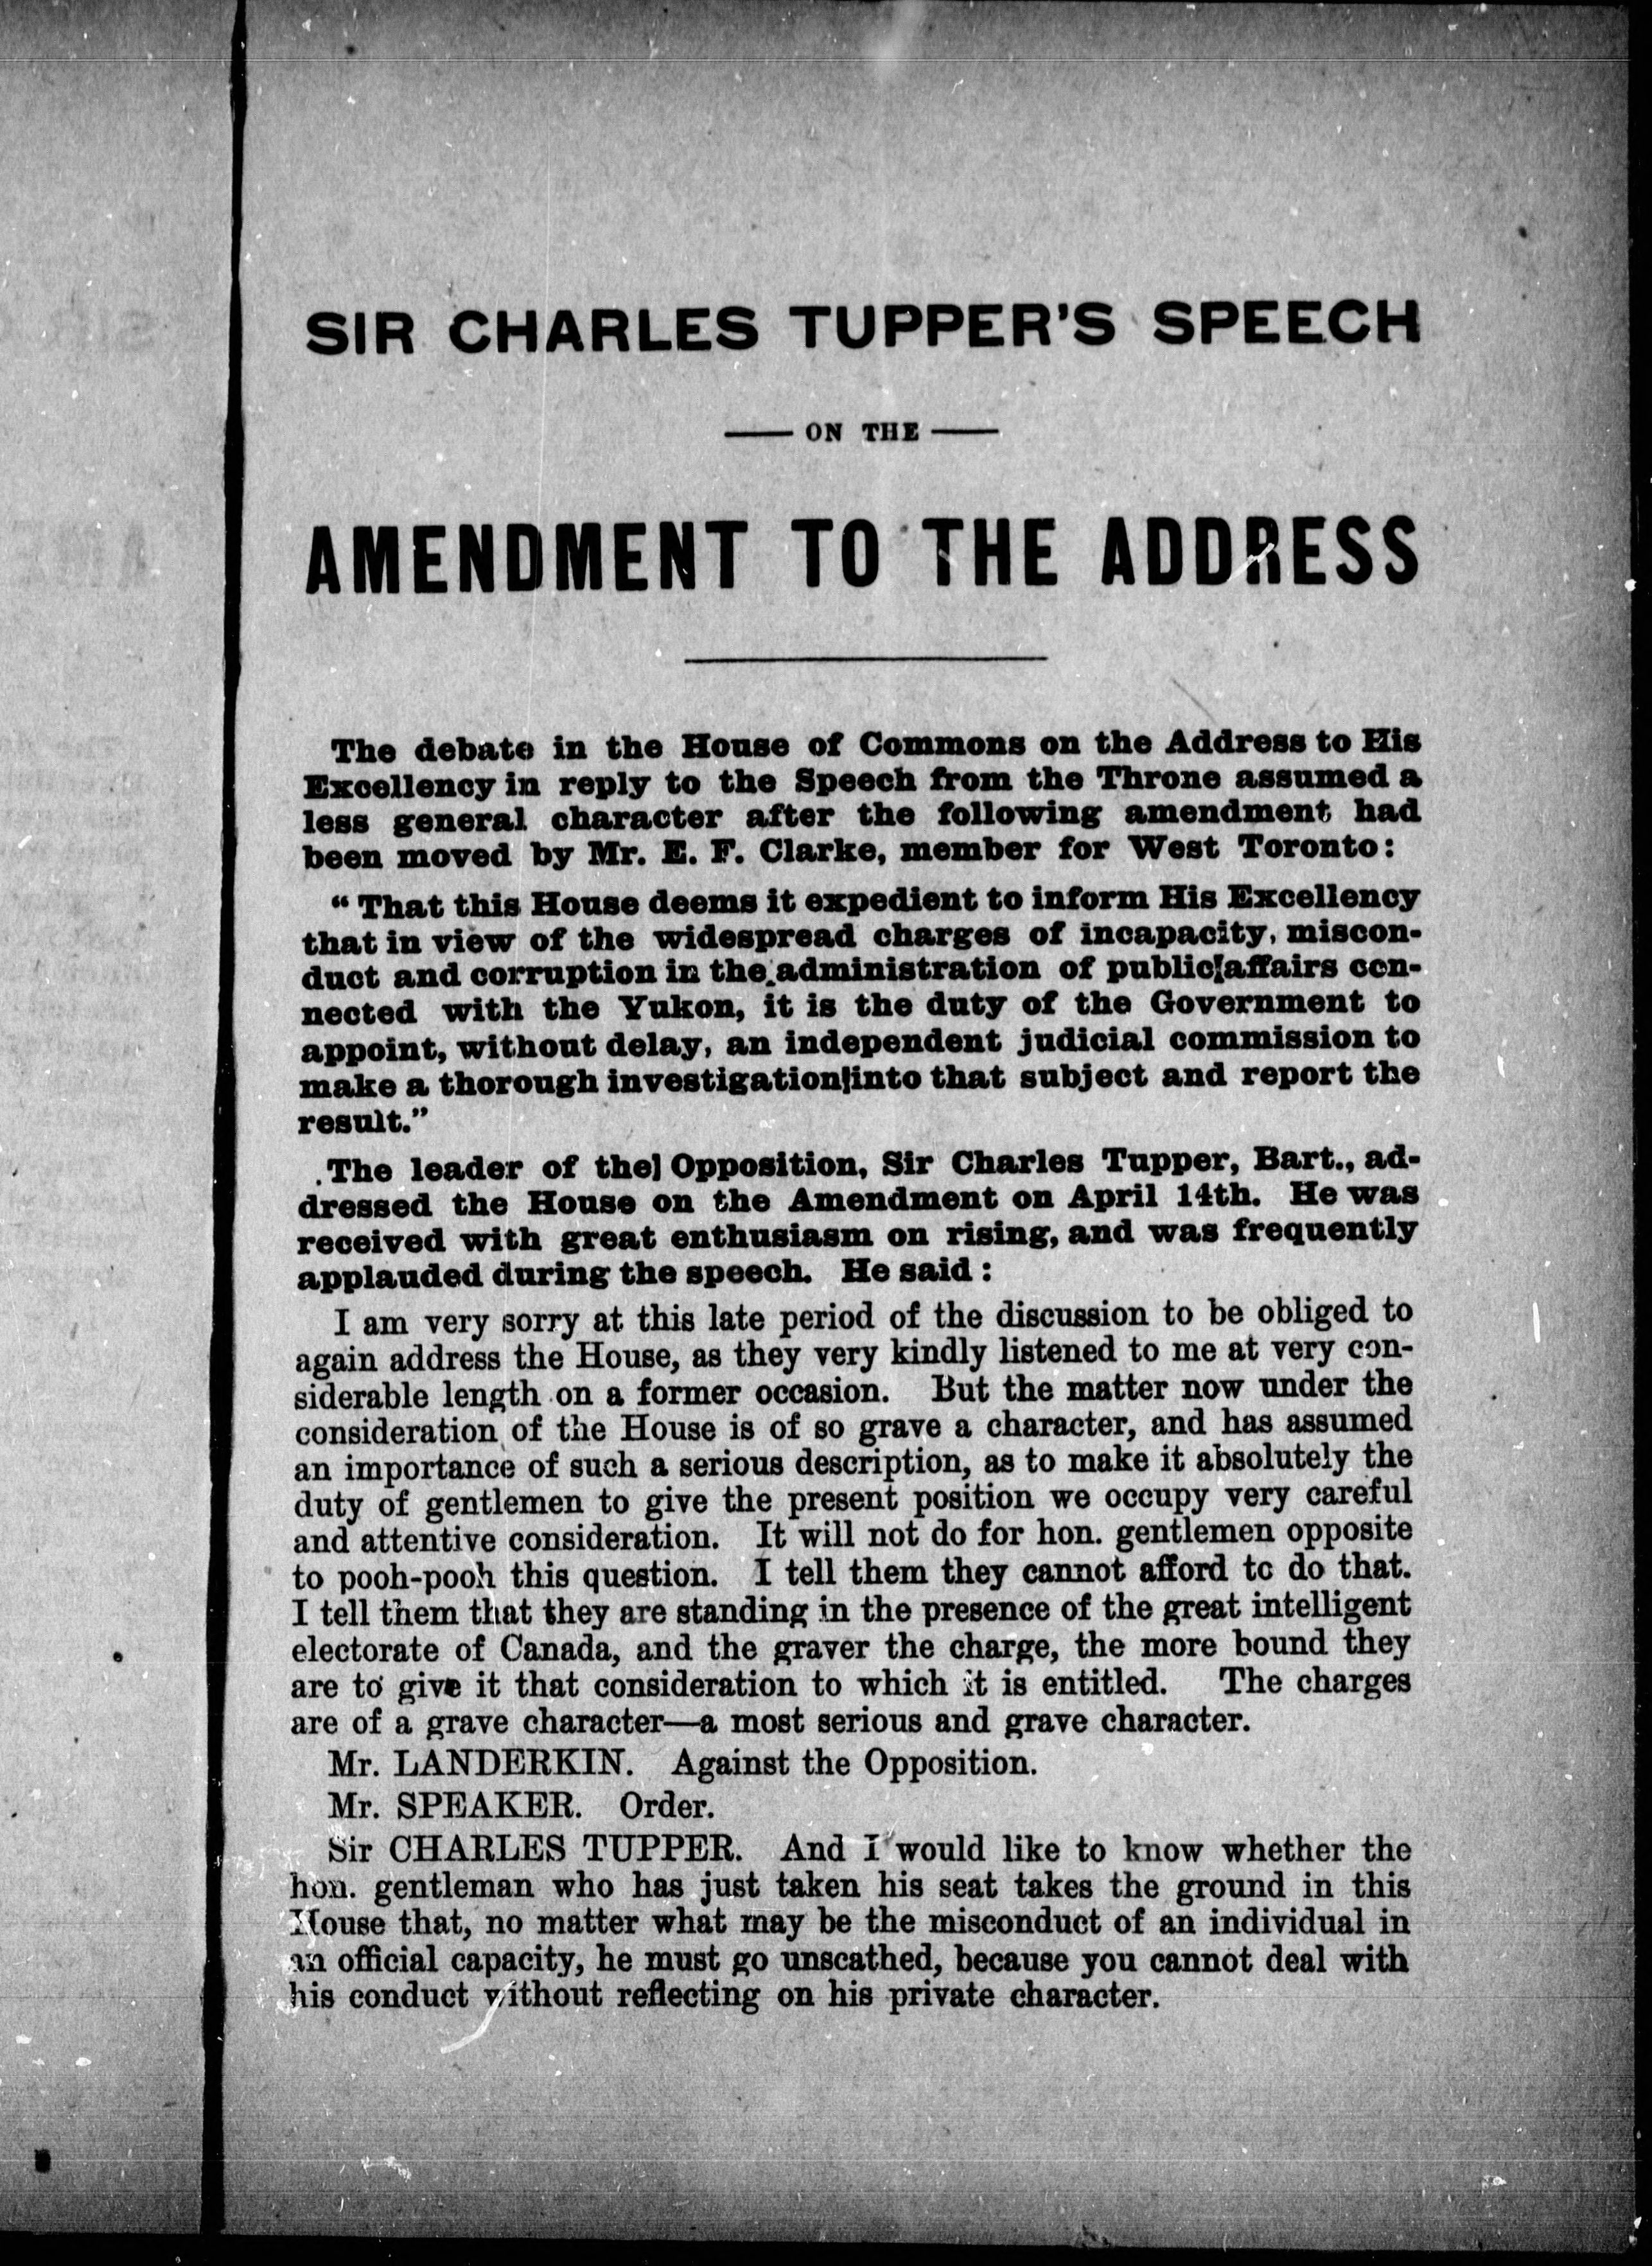 SIR CHARLES TUPPER'S SPEECH
ON THE
AMENDMENT TO THE ADDRESS
The debate in the House of Commons on the Address to His
Excellency in reply to the Speech from the Throne assumed a
less general character after the following amendment had
been moved by Mr. E. F. Clarke, member for West Toronto:
“ That this House deems it expedient to inform His Excellency
that in view of the widespread charges of incapacity, miscon-
duct and corruption in the administration of public affairs con-
nected with the Yukon, it is the duty of the Government to
appoint, without delay, an independent judicial commission to
make a thorough investigation into that subject and report the
result.”
The leader of the] Opposition, Sir Charles Tupper, Bart., ad-
dressed the House on the Amendment on April 14th. He was
received with great enthusiasm on rising, and was frequently
applauded during the speech. He said :
I am very sorry at this late period of the discussion to be obliged to
again address the House, as they very kindly listened to me at very con-
siderable length on a former occasion. But the matter now under the
consideration of the House is of so grave a character, and has assumed
an importance of such a serious description, as to make it absolutely the
duty of gentlemen to give the present position we occupy very careful
and attentive consideration. It will not do for hon. gentlemen opposite
to pooh-pooh this question. I tell them they cannot afford to do that.
I tell them that they are standing in the presence of the great intelligent
electorate of Canada, and the graver the charge, the more bound they
are to give it that consideration to which it is entitled. The charges
are of a grave character—a most serious and grave character.
Mr. LANDERKIN. Against the Opposition.
Mr. SPEAKER. Order.
Sir CHARLES TUPPER. And I would like to know whether the
hon. gentleman who has just taken his seat takes the ground in this
House that, no matter what may be the misconduct of an individual in
an official capacity, he must go unscathed, because you cannot deal with
his conduct without reflecting on his private character.